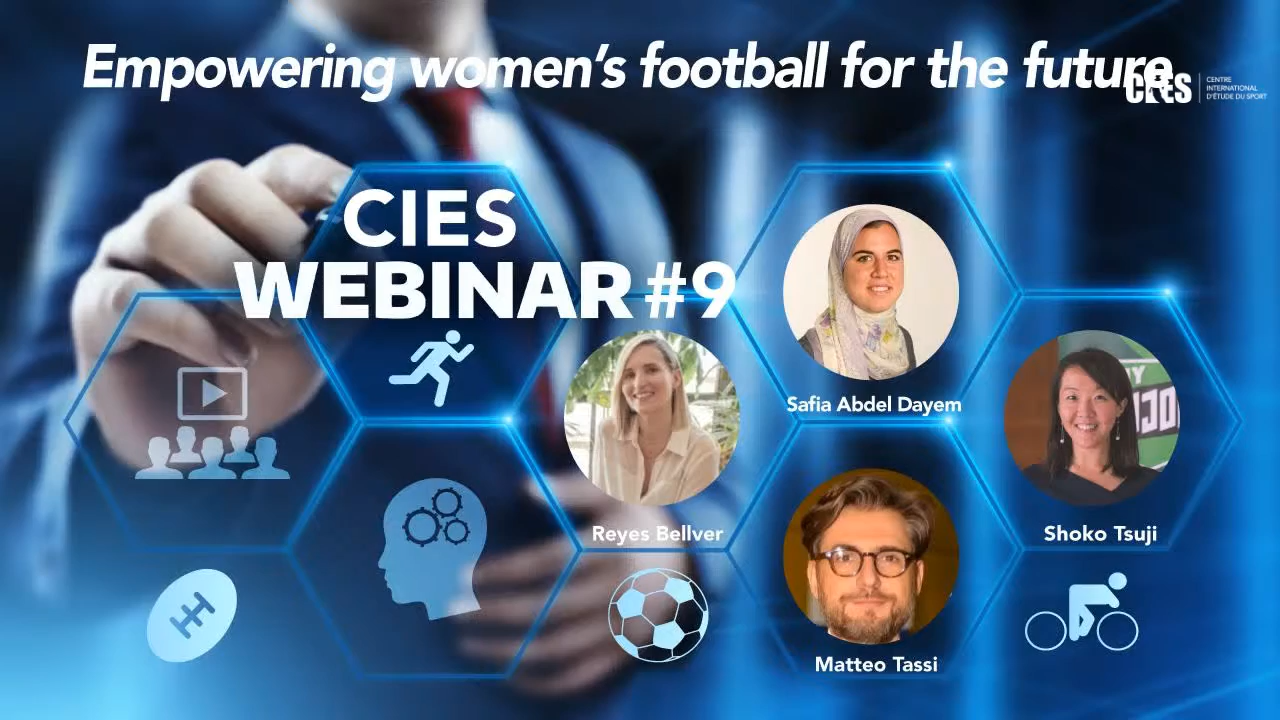 Empowering women's football for the future
CIES
CENTRE
INTERNATIONAL
D'ÉTUDE DU SPORT
CIES
WEBINAR #9
Safia Abdel Dayem
Reyes Bellver
Shoko Tsuji
Matteo Tassi